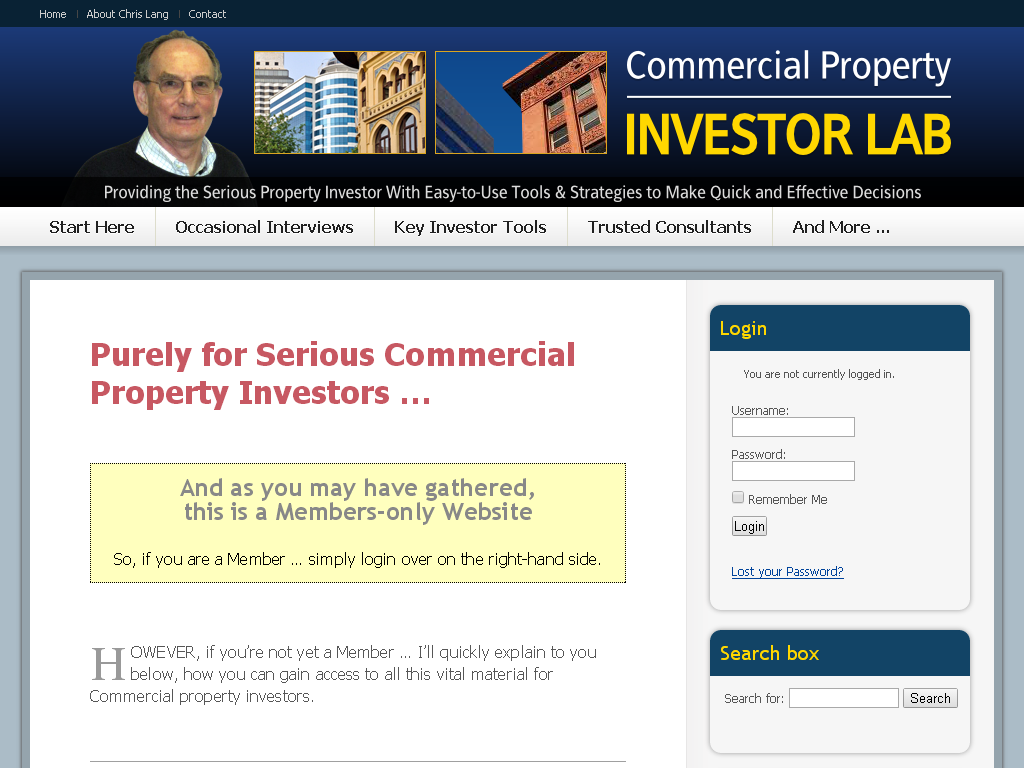 Home
About Chris Lang
Contact
Commercial Property
INVESTOR LAB
Providing the Serious Property Investor With Easy-to-Use Tools & Strategies to Make Quick and Effective Decisions
Start Here
Occasional Interviews
Key Investor Tools
Trusted Consultants
And More ...
Purely for Serious Commercial
Property Investors ...
And as you may have gathered,
this is a Members-only Website
So, if you are a Member ... simply login over on the right-hand side.
HOWEVER, if you're not yet a Member ... I'll quickly explain to you
below, how you can gain access to all this vital material for
Commercial property investors.
Login
You are not currently logged in.
Username:
Password:
Remember Me
Login
Lost your Password?
Search box
Search for:
Search